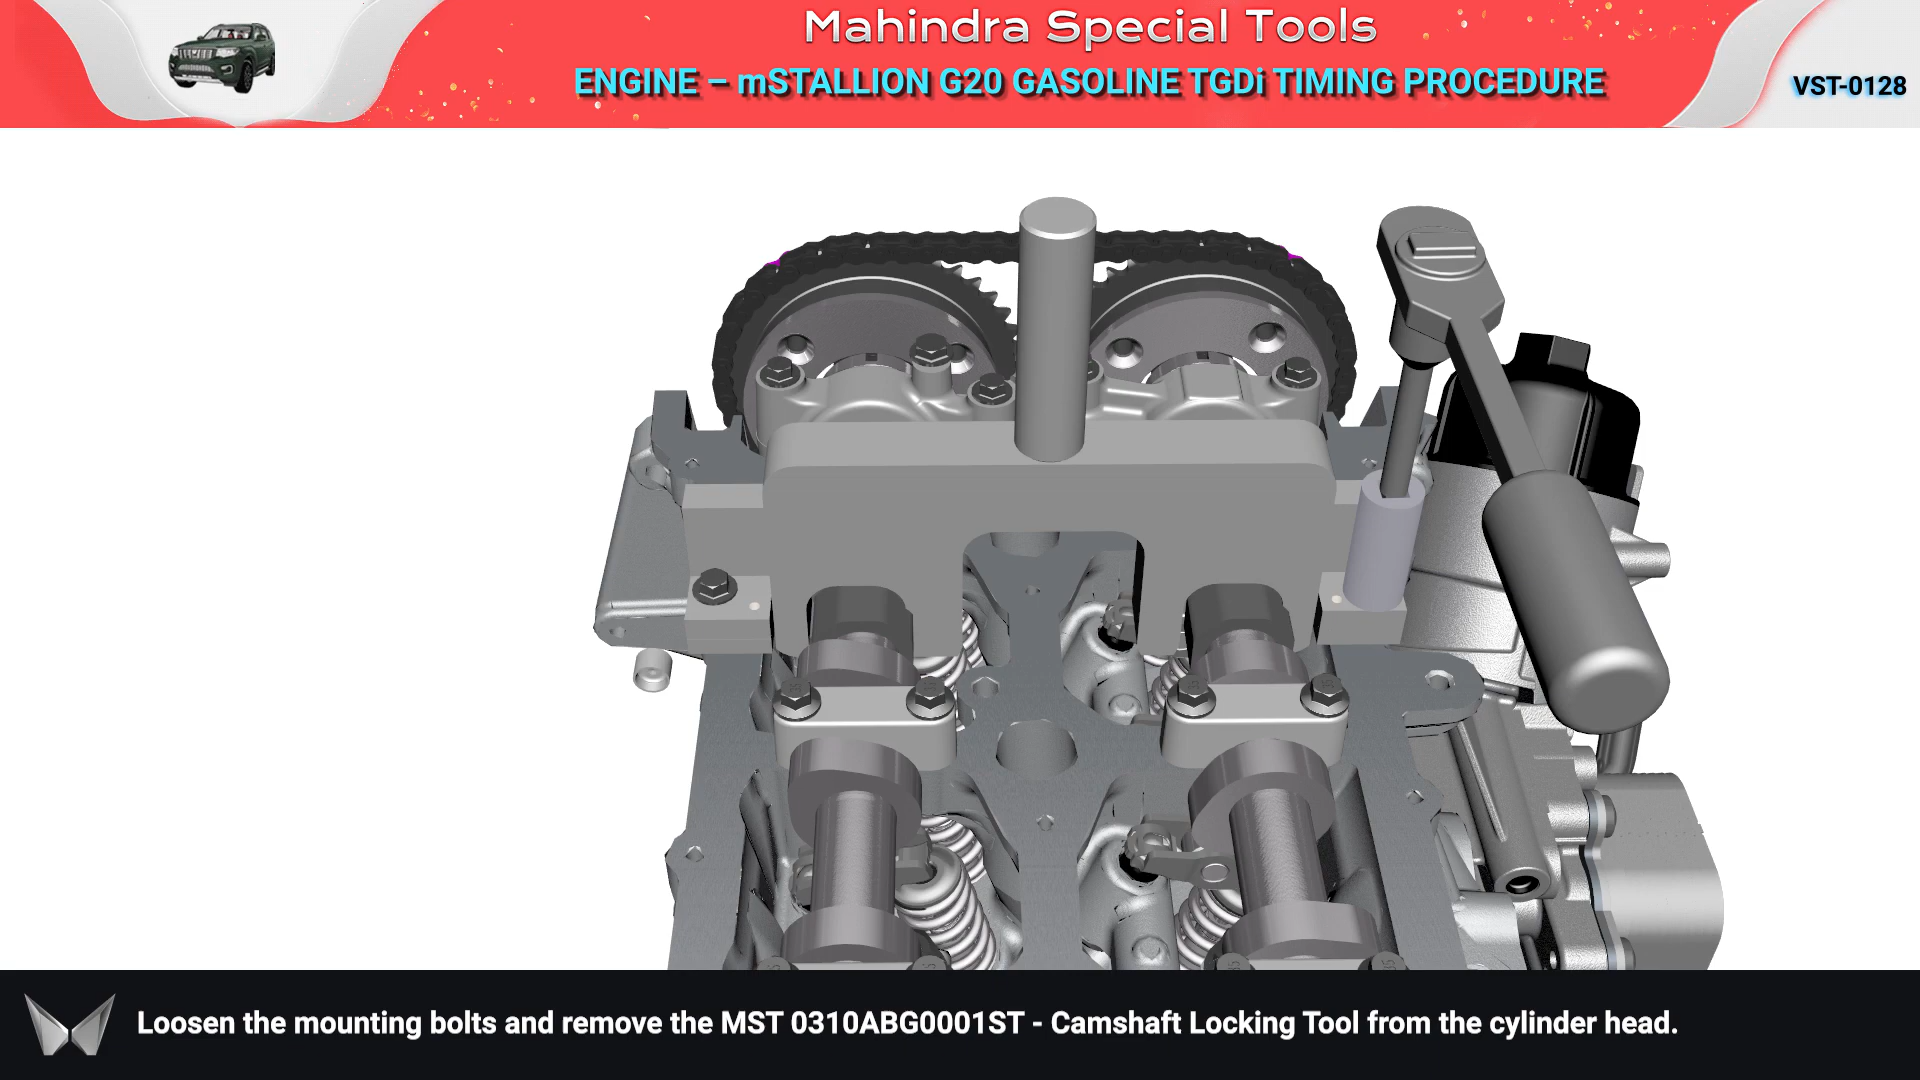 Mahindra Special Tools
ENGINE – mSTALLION G20 GASOLINE TGDi TIMING PROCEDURE
VST-0128
Loosen the mounting bolts and remove the MST 0310ABG0001ST - Camshaft Locking Tool from the cylinder head.